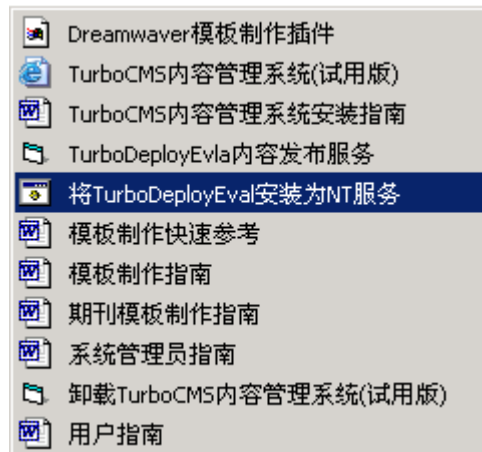 Dreamwaver模板制作插件
TurboCMS内容管理系统(试用版)
TurboCMS内容管理系统安装指南
TurboDeployEvla内容发布服务
将TurboDeployEval安装为NT服务
模板制作快速参考
模板制作指南
期刊模板制作指南
系统管理员指南
卸载TurboCMS内容管理系统(试用版)
用户指南